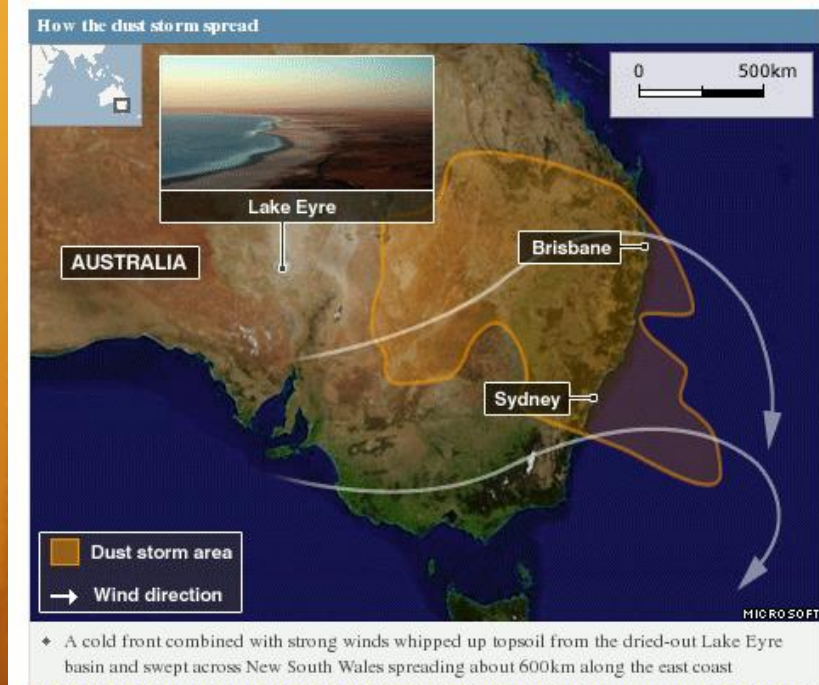 How the dust storm spread
0 500km
Lake Eyre
AUSTRALIA
Brisbane
Sydney
Dust storm area
Wind direction
MICROSOFT
A cold front combined with strong winds whipped up topsoil from the dried-out Lake Eyre
basin and swept across New South Wales spreading about 600km along the east coast